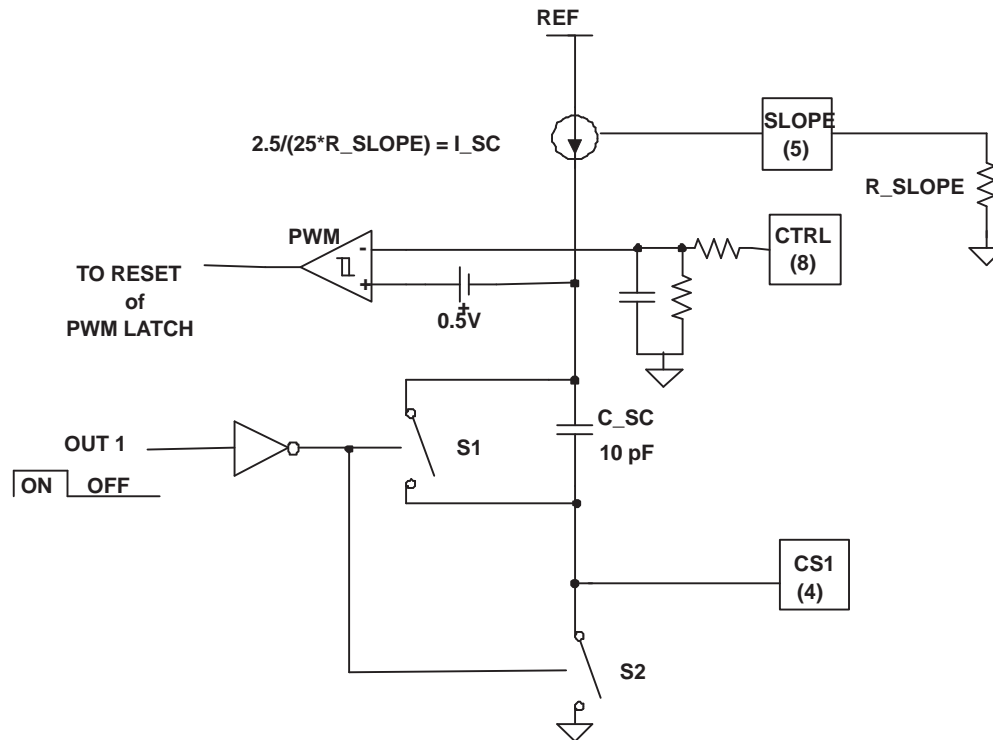 REF
2.5/(25*R_SLOPE) = I_SC
SLOPE
(5)
R_SLOPE
PWM
-
+
CTRL
(8)
TO RESET
of
PWM LATCH
+
0.5V
C_SC
10 pF
S1
OUT 1
ON
OFF
CS1
(4)
S2